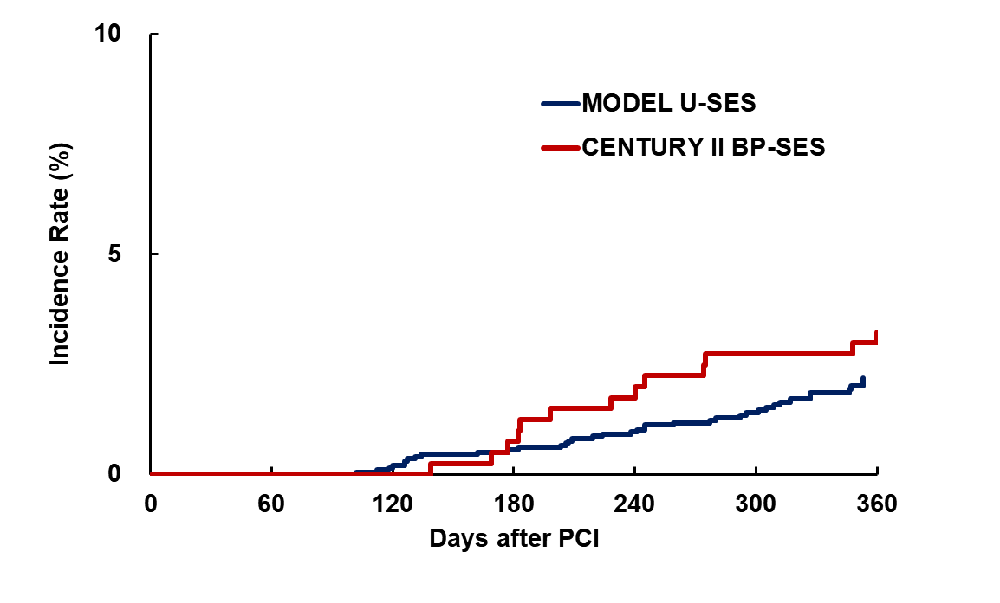 10
MODEL U-SES
CENTURY II BP-SES
Incidence Rate (%)
5
0
0 60 120 180 240 300 360
Days after PCI